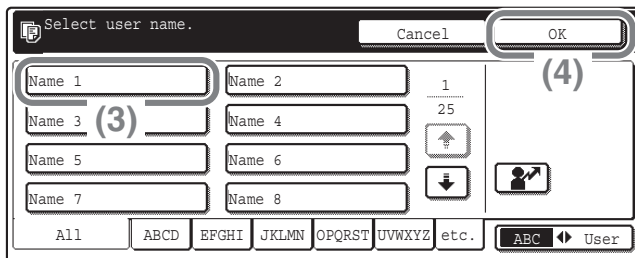 Select user name.
Cancel
OK
(4)
Name 1
Name 2
1
25
(3)
Name 3
Name 4
Name 5
Name 6
Name 7
Name 8
All ABCD EFGHI JKLMN OPQRST UVWXYZ etc.
ABC User